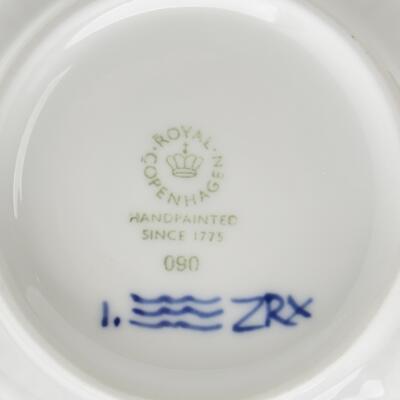 ROYAL
COPENHAGEN
HANDPAINTED
SINCE 1775
090
1. ZRX